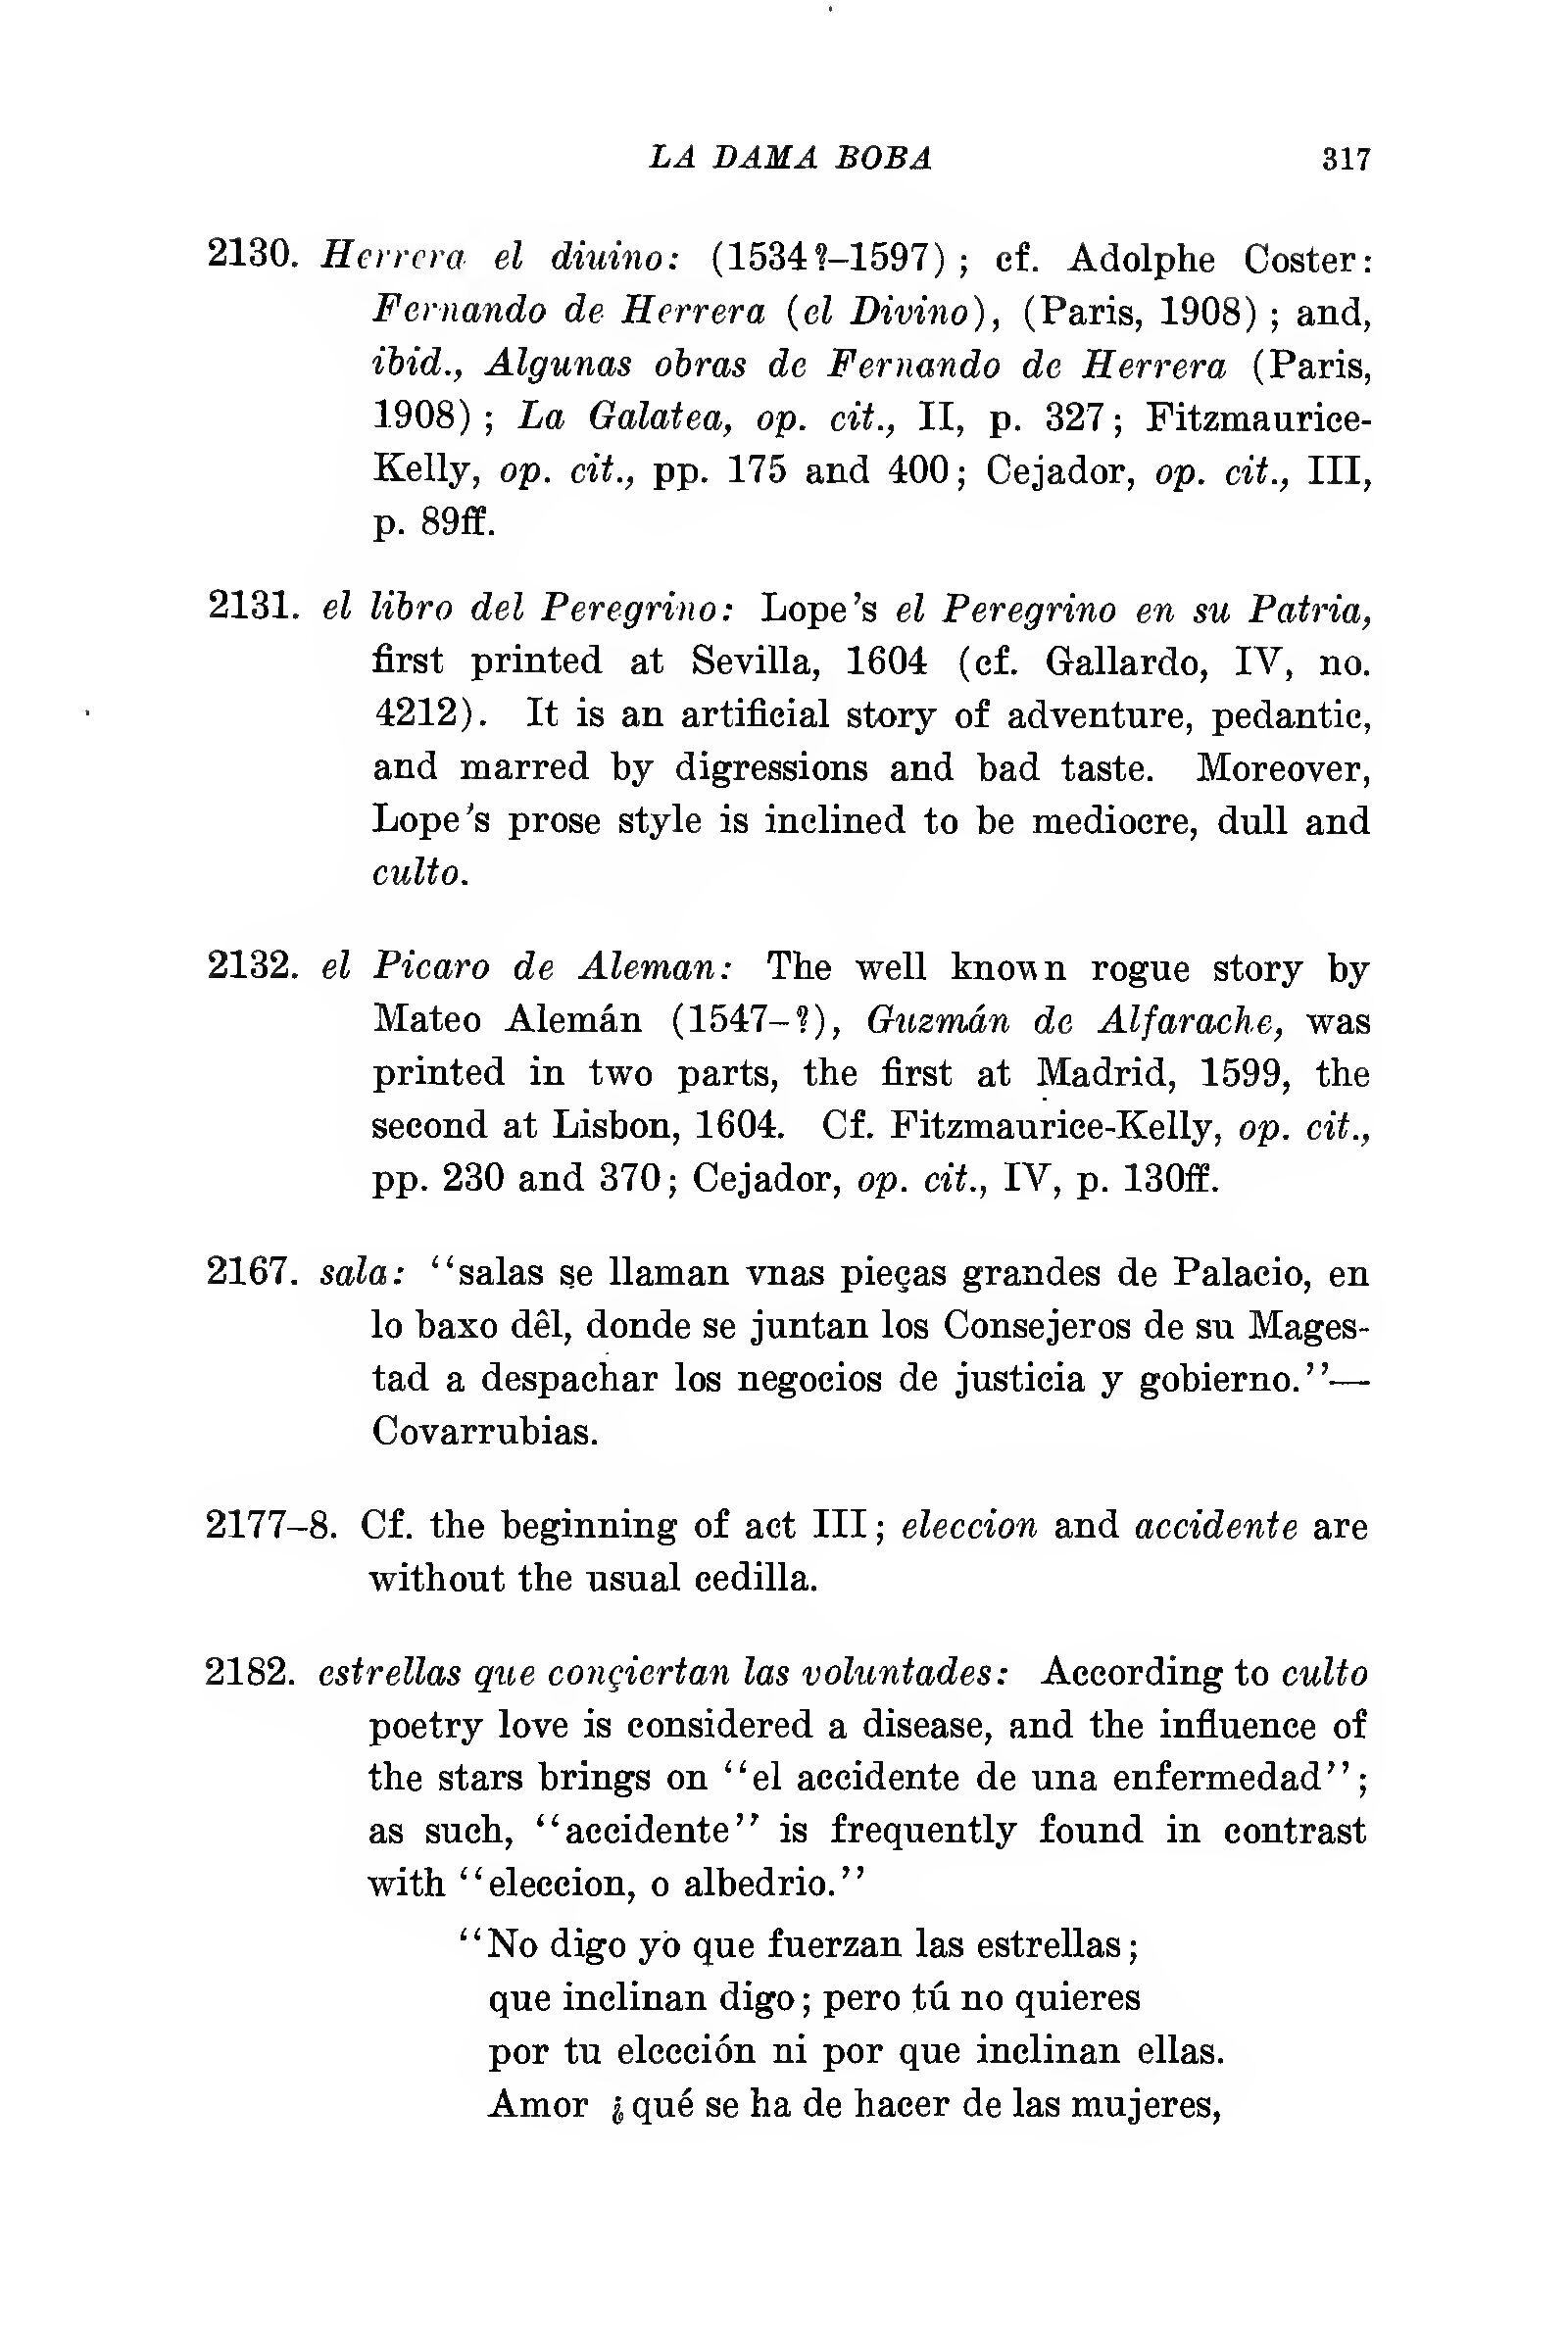 LA DAMA BOBA 317
2130. Herrera el diuino: (1534?–1597); cf. Adolphe Coster:
Fernando de Herrera (el Divino), (Paris, 1908); and,
ibid., Algunas obras de Fernando de Herrera (Paris,
1908); La Galatea, op. cit., II, p. 327; Fitzmaurice-
Kelly, op. cit., pp. 175 and 400; Cejador, op. cit., III,
p. 89ff.
2131. el libro del Peregrino: Lope's el Peregrino en su Patria,
first printed at Sevilla, 1604 (cf. Gallardo, IV, no.
4212). It is an artificial story of adventure, pedantic,
and marred by digressions and bad taste. Moreover,
Lope's prose style is inclined to be mediocre, dull and
culto.
2132. el Picaro de Aleman: The well known rogue story by
Mateo Alemán (1547–?), Guzmán de Alfarache, was
printed in two parts, the first at Madrid, 1599, the
second at Lisbon, 1604. Cf. Fitzmaurice-Kelly, op. cit.,
pp. 230 and 370; Cejador, op. cit., IV, p. 130ff.
2167. sala: "salas se llaman vnas pieças grandes de Palacio, en
lo baxo dêl, donde se juntan los Consejeros de su Mages-
tad a despachar los negocios de justicia y gobierno."—
Covarrubias.
2177–8. Cf. the beginning of act III; eleccion and accidente are
without the usual cedilla.
2182. estrellas que conçiertan las voluntades: According to culto
poetry love is considered a disease, and the influence of
the stars brings on "el accidente de una enfermedad";
as such, "accidente" is frequently found in contrast
with "eleccion, o albedrio."
"No digo yo que fuerzan las estrellas;
que inclinan digo; pero tú no quieres
por tu elección ni por que inclinan ellas.
Amor ¿qué se ha de hacer de las mujeres,